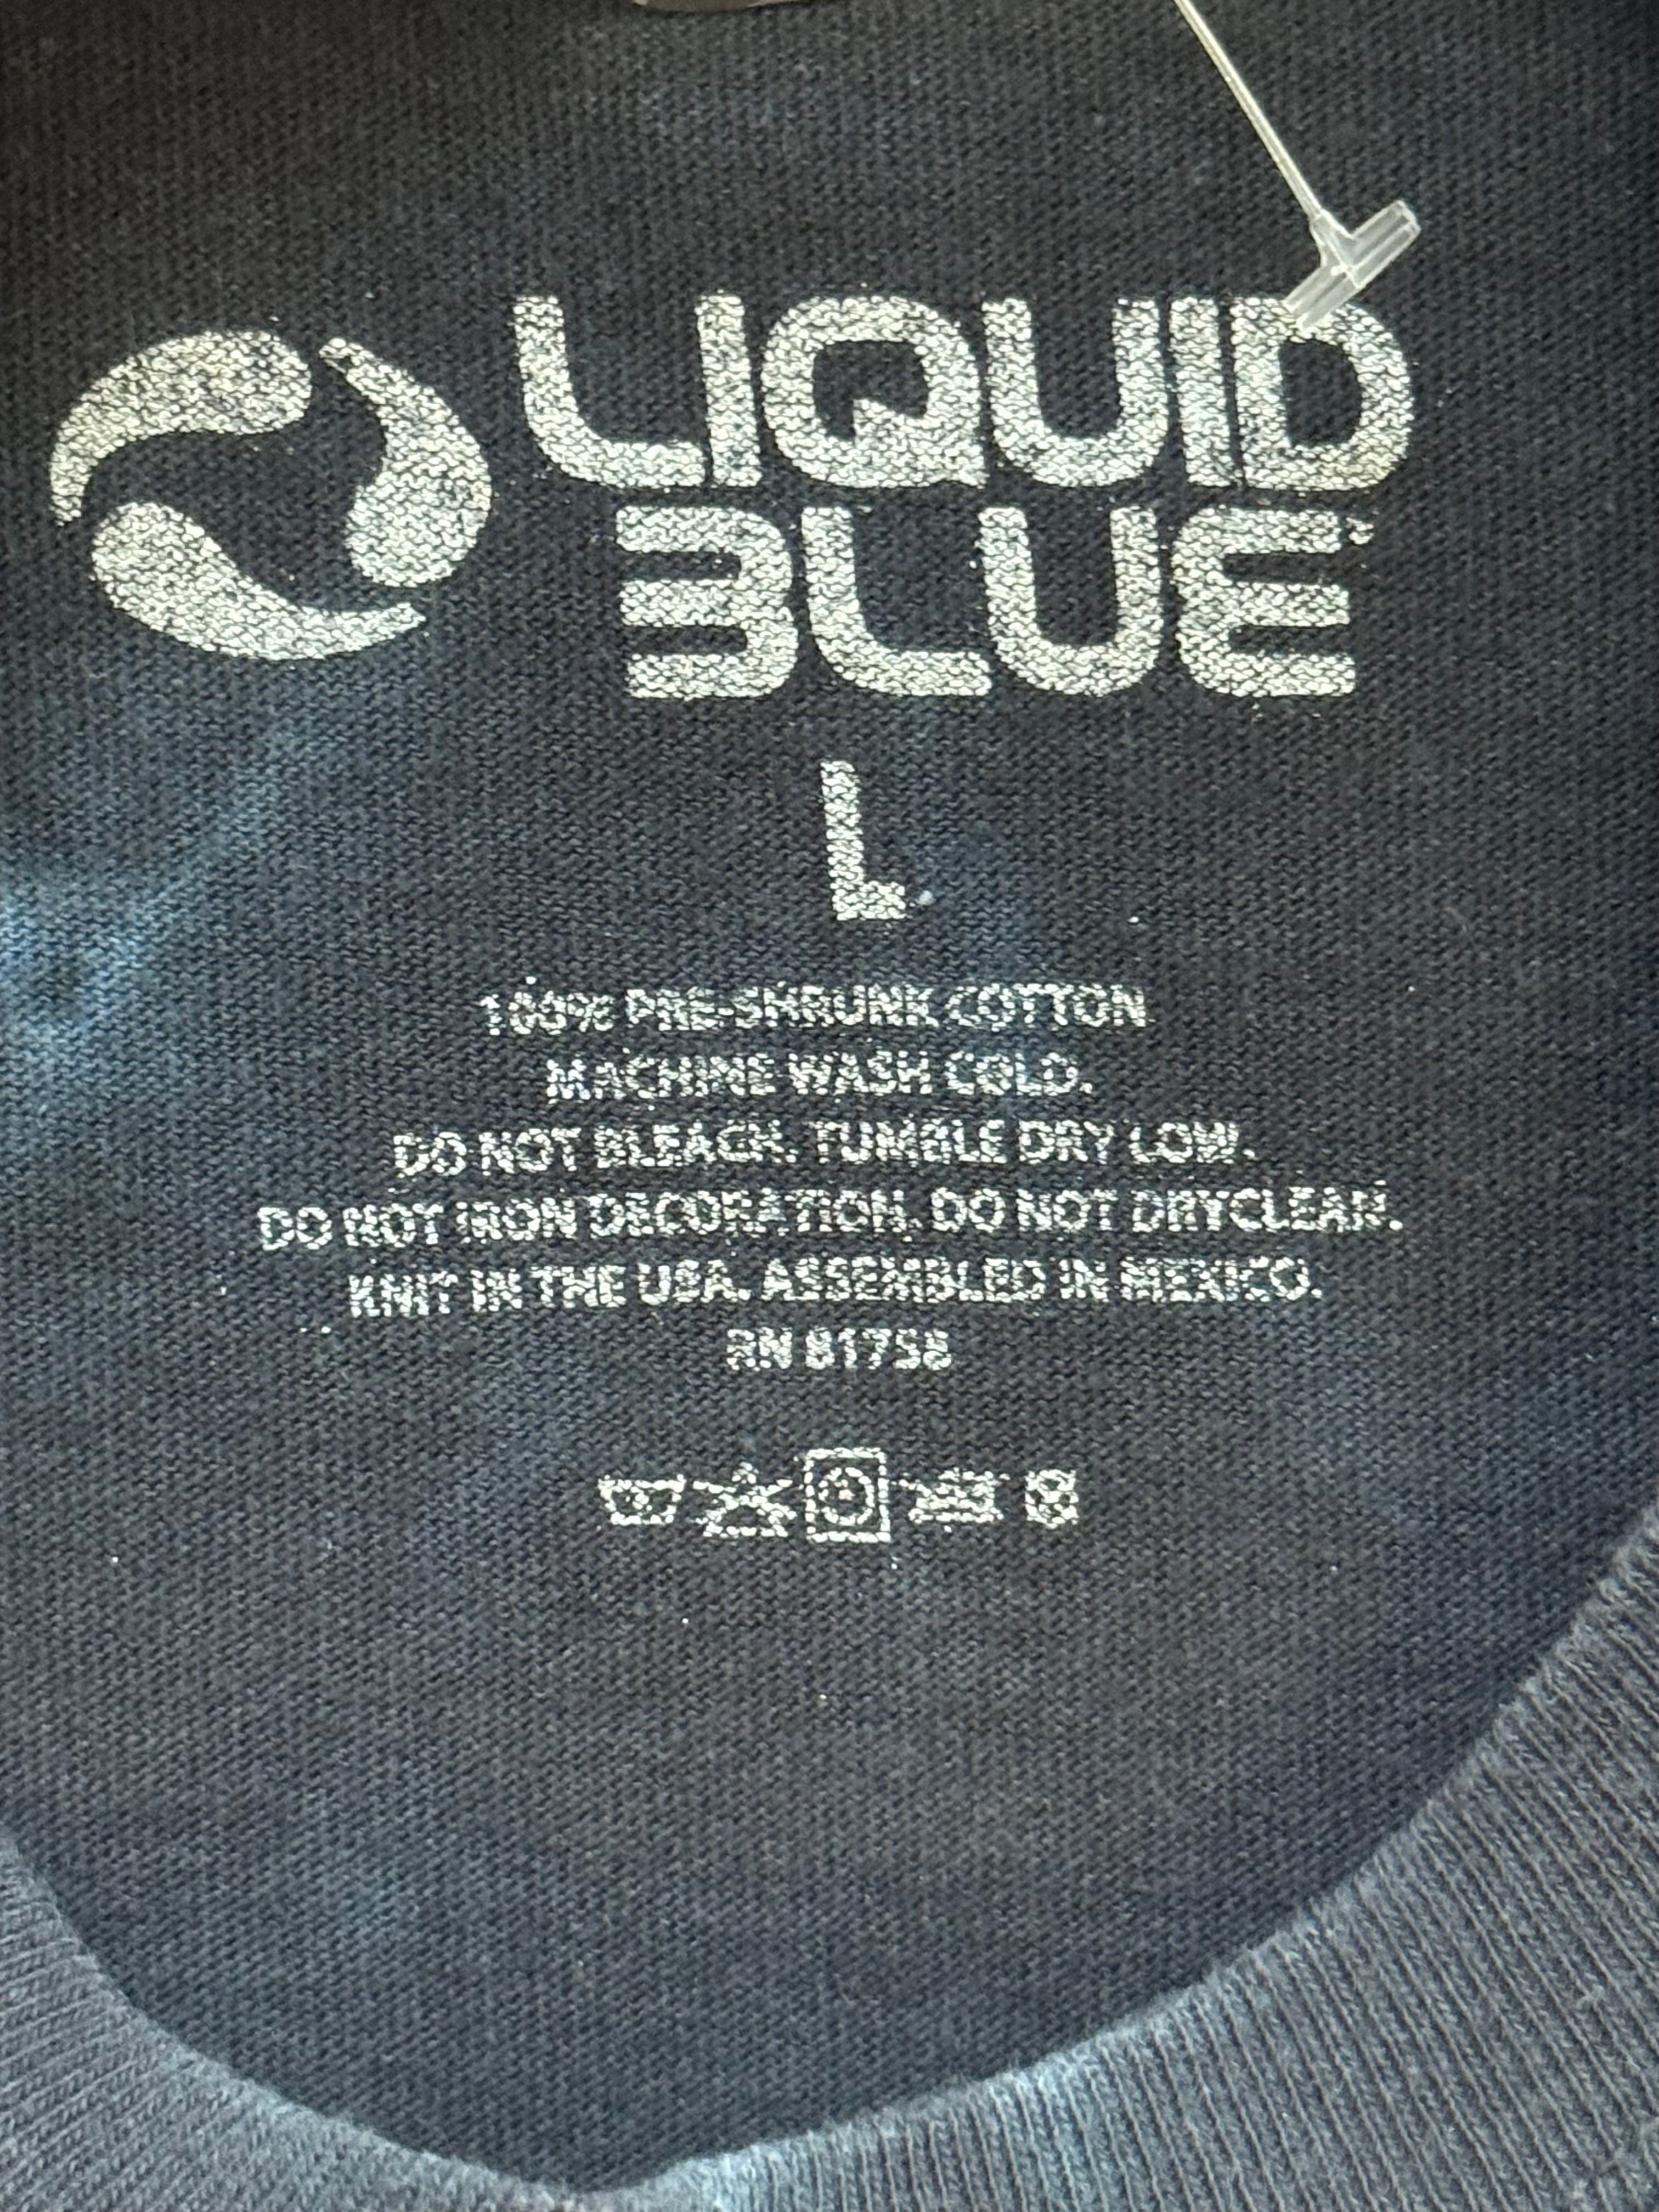 LIQUID
BLUE
L
100% PRE-SHRUNK COTTON
MACHINE WASH COLD.
DO NOT BLEACH. TUMBLE DRY LOW.
DO NOT IRON DECORATION. DO NOT DRYCLEAN.
KNIT IN THE USA. ASSEMBLED IN MEXICO.
RN 81758